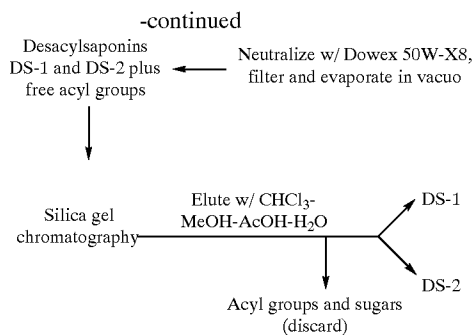 -continued
Desacylsaponins
DS-1 and DS-2 plus
free acyl groups
Neutralize w/ Dowex 50W-X8,
filter and evaporate in vacuo
Silica gel
chromatography
Elute w/ CHCl3-
MeOH-AcOH-H2O
DS-1
DS-2
Acyl groups and sugars
(discard)